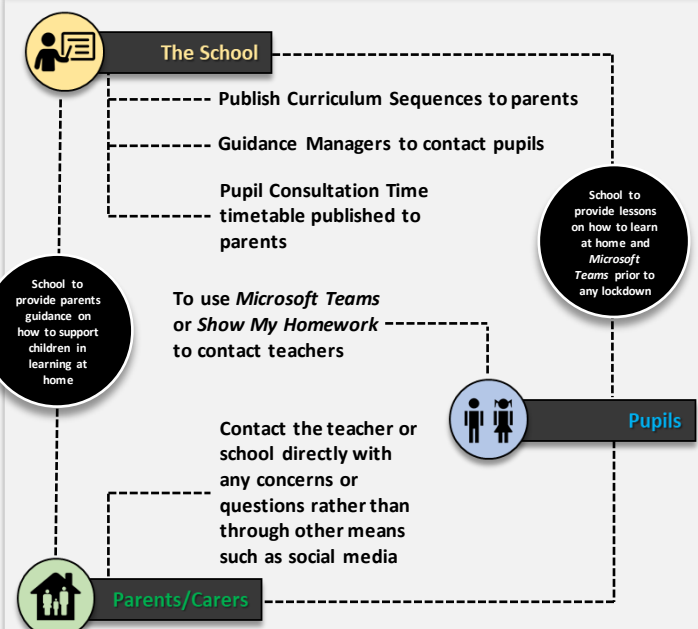 The School
Publish Curriculum Sequences to parents
Guidance Managers to contact pupils
Pupil Consultation Time
timetable published to
parents
School to
provide lessons
on how to learn
at home and
Microsoft
Teams prior to
any lockdown
School to
provide parents
guidance on
how to support
children in
learning at
home
To use Microsoft Teams
or Show My Homework
to contact teachers
Pupils
Contact the teacher or
school directly with
any concerns or
questions rather than
through other means
such as social media
Parents/Carers